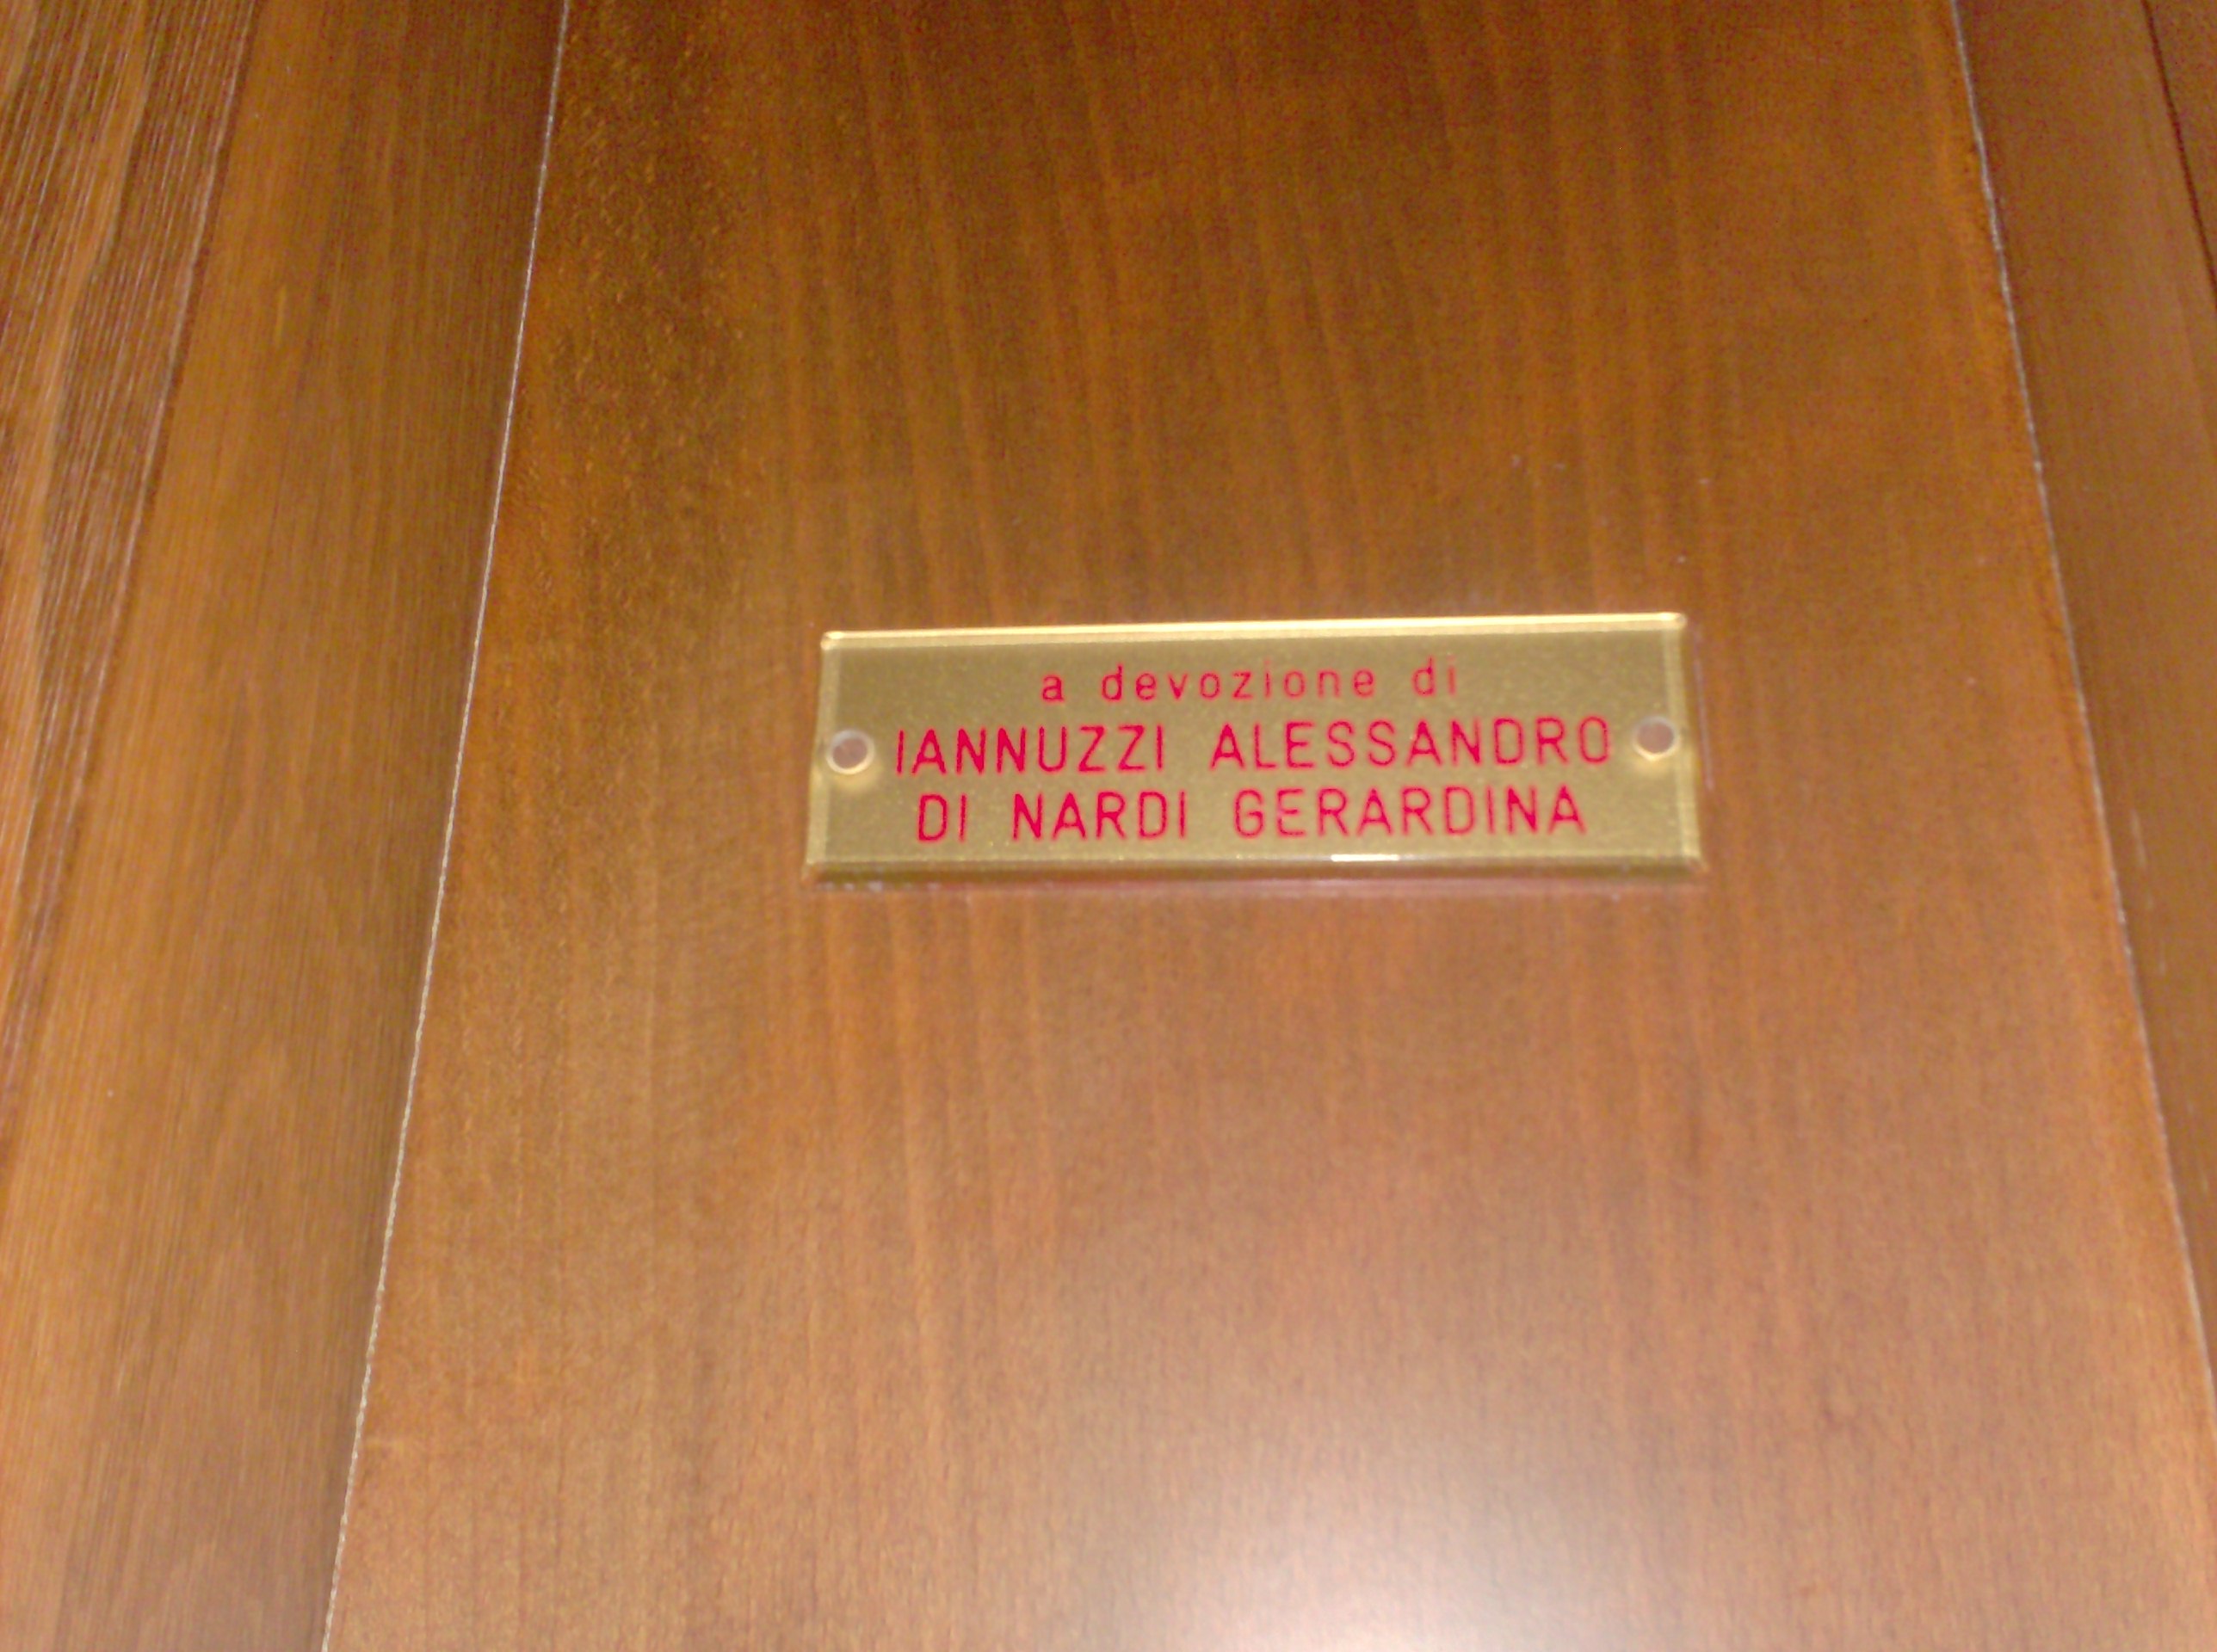 a devozione di
IANNUZZI ALESSANDRO
DI NARDI GERARDINA